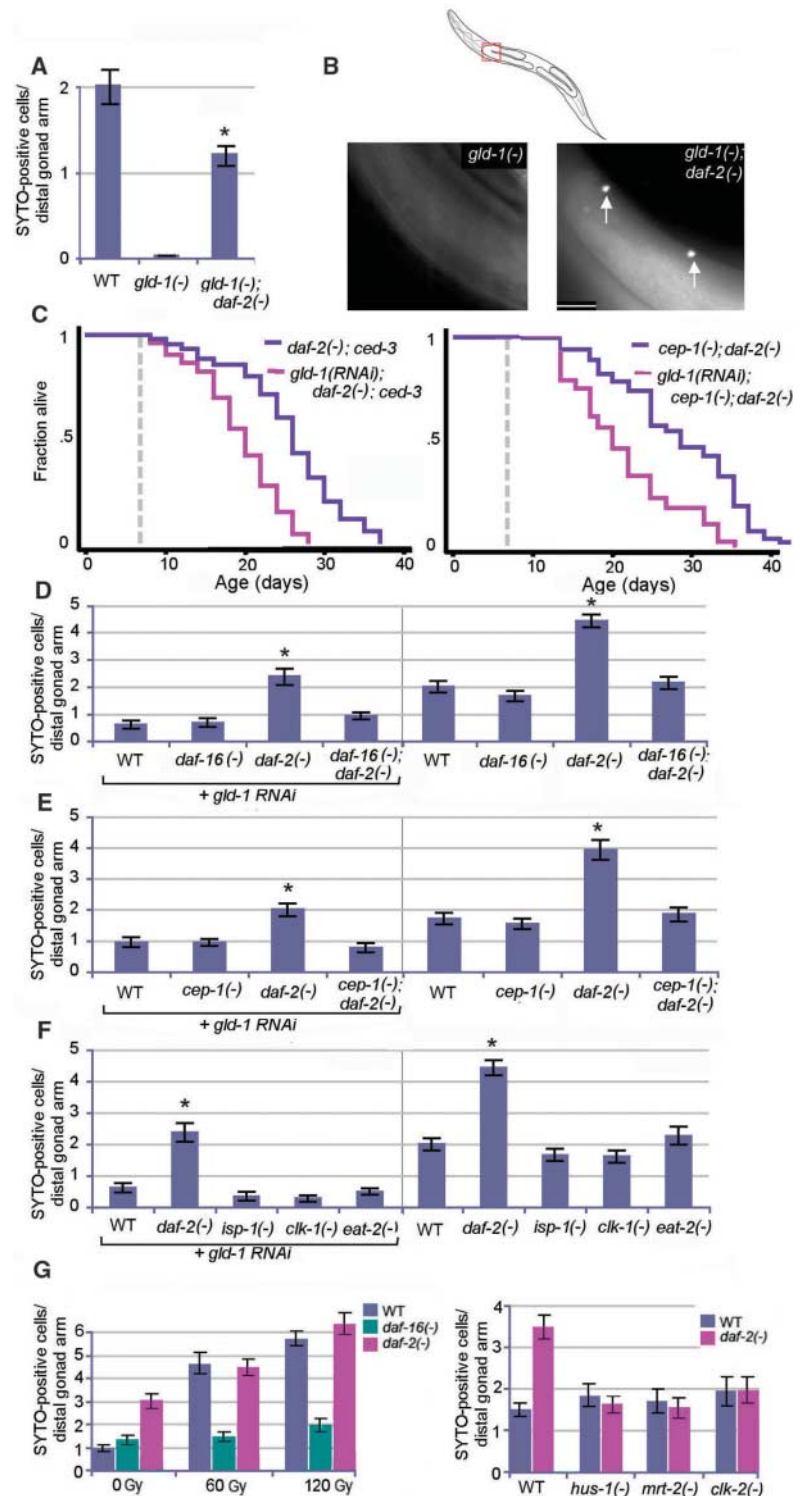 A
B
SYTO-positive cells/
distal gonad arm
2
1
0
WT
gld-1(-)
gld-1(-);
daf-2(-)
*
gld-1(-)
gld-1(-);
daf-2(-)
C
Fraction alive
1
.5
0
daf-2(-); ced-3
gld-1(RNAi);
daf-2(-); ced-3
0 10 20 30 40
Age (days)
1
.5
0
cep-1(-); daf-2(-)
gld-1(RNAi);
cep-1(-); daf-2(-)
0 10 20 30 40
Age (days)
D
SYTO-positive cells/
distal gonad arm
5
4
3
2
1
0
* *
WT daf-16(-) daf-2(-) daf-16(-); daf-2(-)
+ gld-1 RNAi
WT daf-16(-) daf-2(-) daf-16(-); daf-2(-)
E
SYTO-positive cells/
distal gonad arm
5
4
3
2
1
0
* *
WT cep-1(-) daf-2(-) cep-1(-); daf-2(-)
+ gld-1 RNAi
WT cep-1(-) daf-2(-) cep-1(-); daf-2(-)
F
SYTO-positive cells/
distal gonad arm
5
4
3
2
1
0
* *
WT daf-2(-) isp-1(-) clk-1(-) eat-2(-)
+ gld-1 RNAi
WT daf-2(-) isp-1(-) clk-1(-) eat-2(-)
G
SYTO-positive cells/
distal gonad arm
6
5
4
3
2
1
0
WT
daf-16(-)
daf-2(-)
0 Gy 60 Gy 120 Gy
SYTO-positive cells/
distal gonad arm
4
3
2
1
0
WT
daf-2(-)
WT hus-1(-) mrt-2(-) clk-2(-)